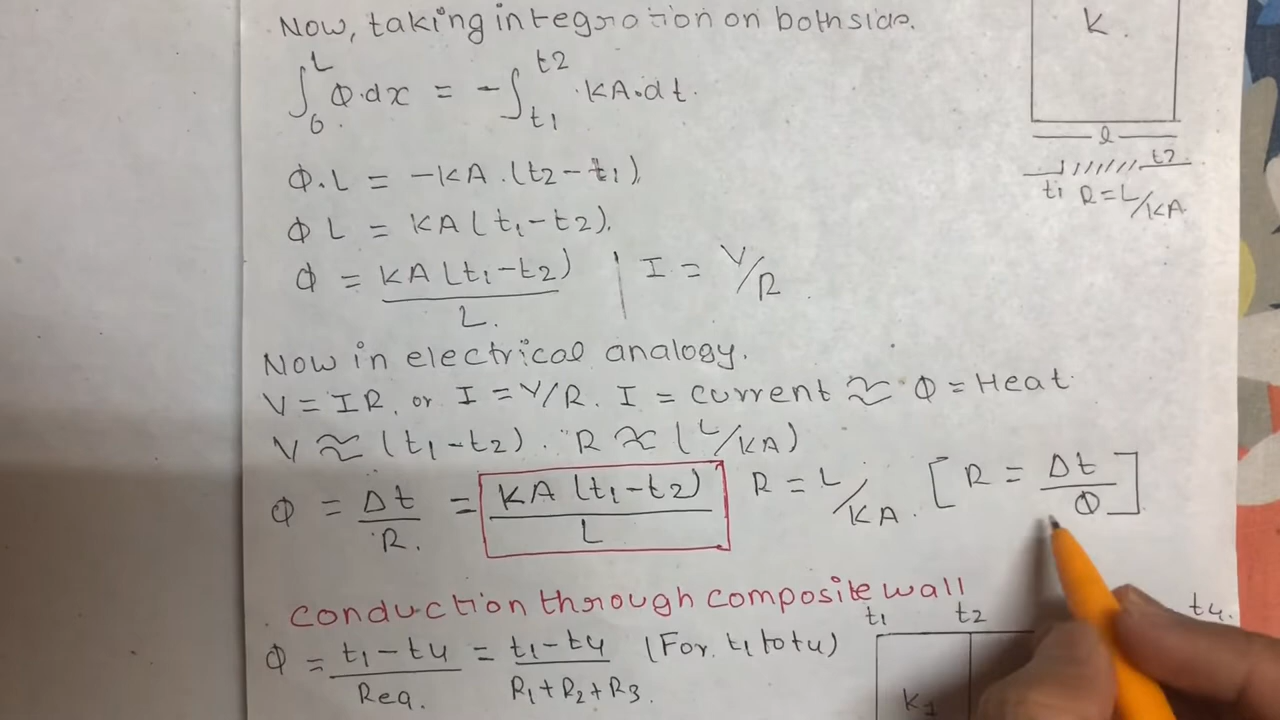 Now, taking integration on both side.
∫₀ᴸ Φ.dx = -∫ₜ₁ᵗ² .KA.dt.
Φ.L = -KA.(t2-t1).
Φ L = KA(t1-t2).
Φ = KA(t1-t2)/L. | I = V/R.
Now in electrical analogy.
V=IR. or I=V/R. I = current ≈ Φ=Heat
V ≈ (t1-t2). R ≈ (L/KA)
Φ = Δt/R. = KA(t1-t2)/L R = L/KA. [R = Δt/Φ]
Conduction through composite wall
Φ = t1-t4/Req. = t1-t4/R1+R2+R3. (For. t1 to t4)
K.
l
t1 t2
R=L/KA
t1 t2 t4.
K1